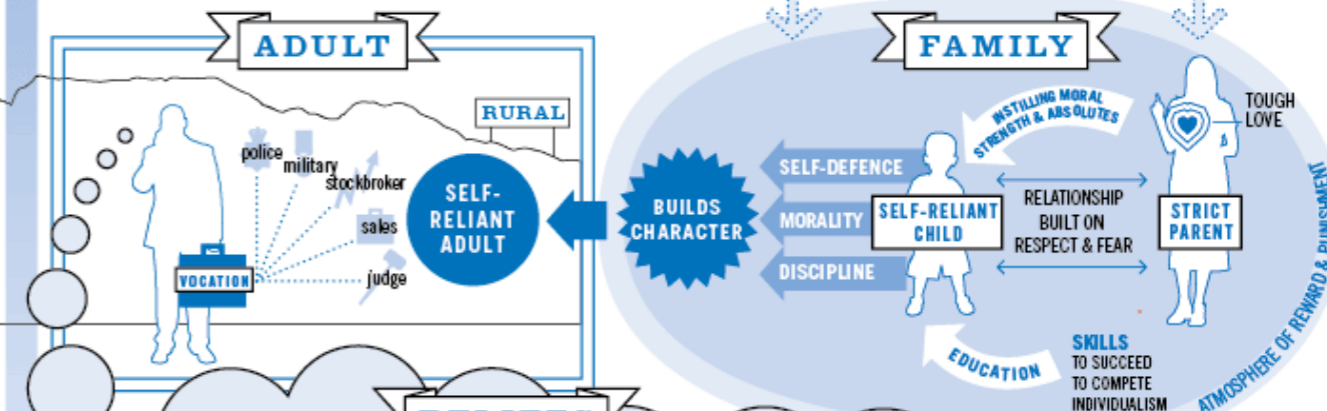 ADULT
RURAL
police
military
stockbroker
sales
judge
VOCATION
SELF-
RELIANT
ADULT
FAMILY
INSTILLING MORAL
STRENGTH & ABSOLUTES
TOUGH
LOVE
BUILDS
CHARACTER
SELF-DEFENCE
MORALITY
DISCIPLINE
SELF-RELIANT
CHILD
RELATIONSHIP
BUILT ON
RESPECT & FEAR
STRICT
PARENT
EDUCATION
SKILLS
TO SUCCEED
TO COMPETE
INDIVIDUALISM
ATMOSPHERE OF REWARD & PUNISHMENT